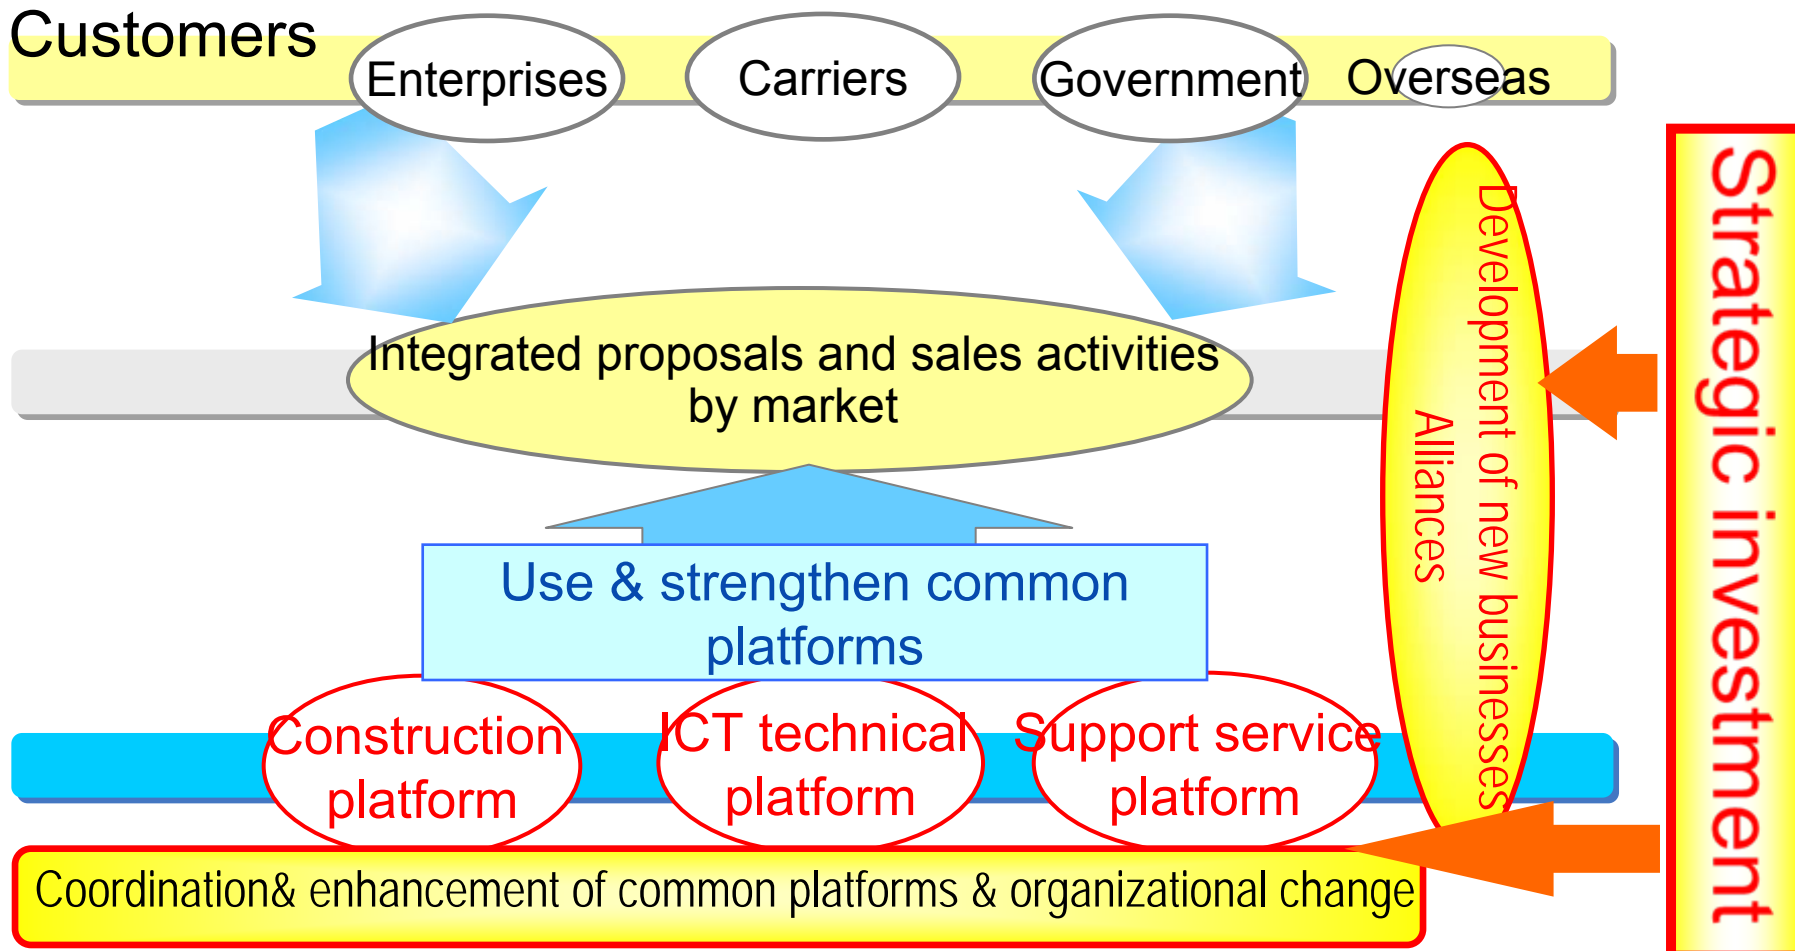 Customers
Enterprises
Carriers
Government
Overseas
Integrated proposals and sales activities
by market
Use & strengthen common
platforms
Construction
platform
ICT technical
platform
Support service
platform
Development of new businesses
Alliances
Strategic investment
Coordination& enhancement of common platforms & organizational change